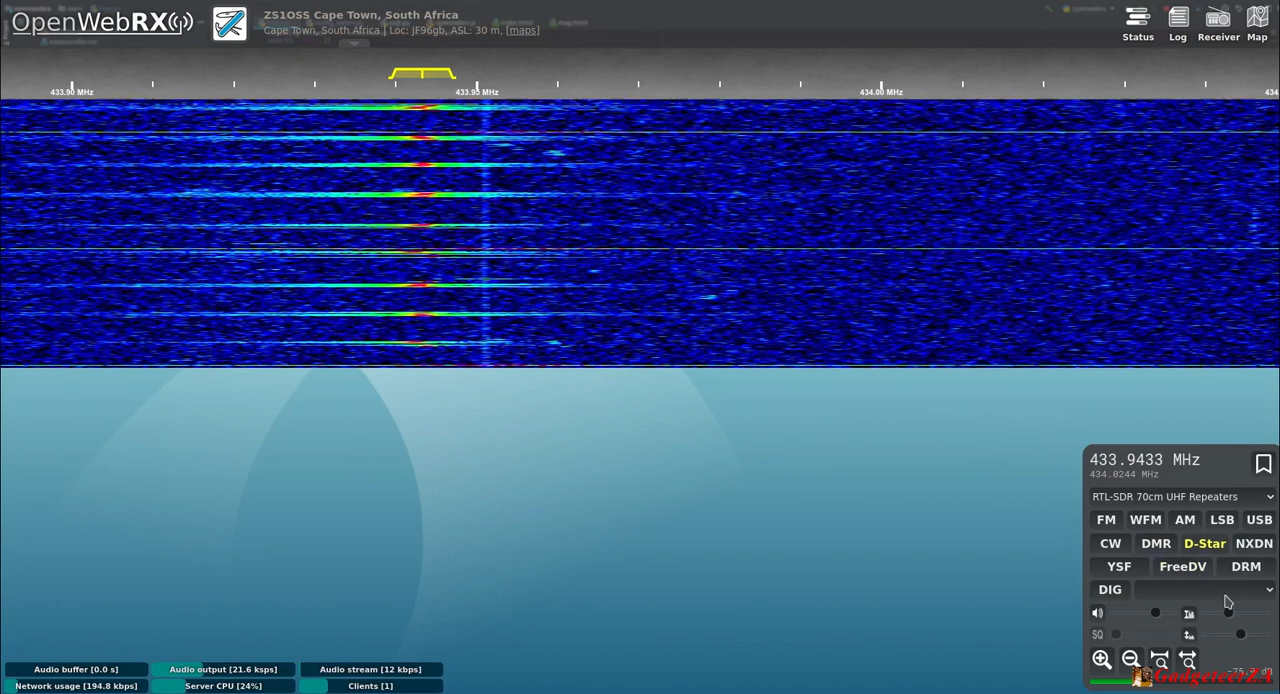 OpenWebRX
ZS1OSS Cape Town, South Africa
Cape Town, South Africa | Loc: JF96gb, ASL: 30 m, [maps]
Status Log Receiver Map
433.90 MHz 433.95 MHz 434.00 MHz 434
433.9433 MHz
434.0244 MHz
RTL-SDR 70cm UHF Repeaters
FM WFM AM LSB USB
CW DMR D-Star NXDN
YSF FreeDV DRM
DIG
SQ
GadgeteerZA
Audio buffer [0.0 s] Audio output [21.6 ksps] Audio stream [12 kbps]
Network usage [194.8 kbps] Server CPU [24%] Clients [1]